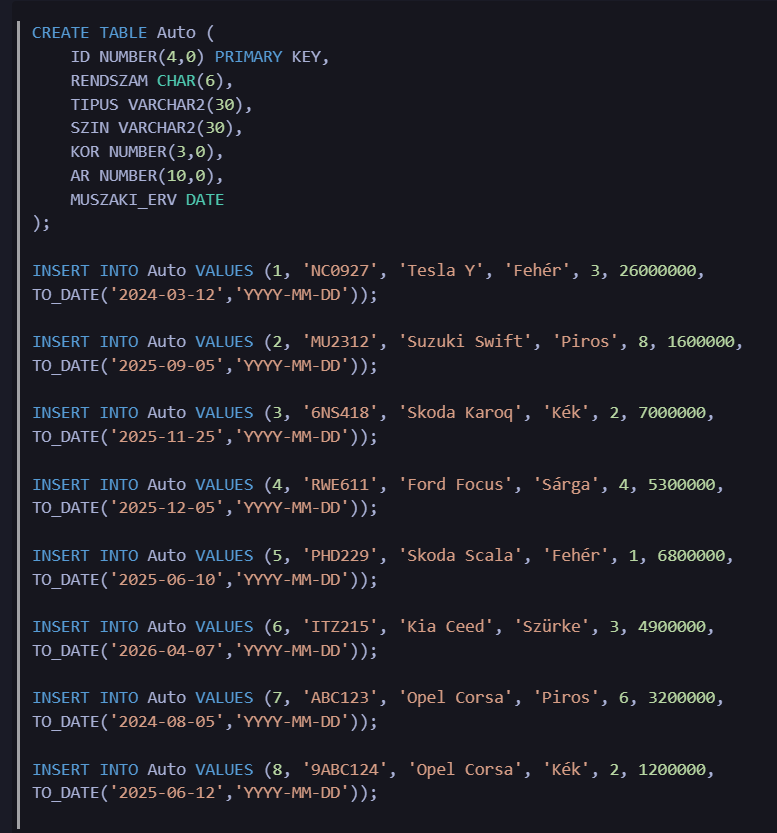 CREATE TABLE Auto (
    ID NUMBER(4,0) PRIMARY KEY,
    RENDSZAM CHAR(6),
    TIPUS VARCHAR2(30),
    SZIN VARCHAR2(30),
    KOR NUMBER(3,0),
    AR NUMBER(10,0),
    MUSZAKI_ERV DATE
);
INSERT INTO Auto VALUES (1, 'NC0927', 'Tesla Y', 'Fehér', 3, 26000000,
TO_DATE('2024-03-12','YYYY-MM-DD'));
INSERT INTO Auto VALUES (2, 'MU2312', 'Suzuki Swift', 'Piros', 8, 1600000,
TO_DATE('2025-09-05','YYYY-MM-DD'));
INSERT INTO Auto VALUES (3, '6NS418', 'Skoda Karoq', 'Kék', 2, 7000000,
TO_DATE('2025-11-25','YYYY-MM-DD'));
INSERT INTO Auto VALUES (4, 'RWE611', 'Ford Focus', 'Sárga', 4, 5300000,
TO_DATE('2025-12-05','YYYY-MM-DD'));
INSERT INTO Auto VALUES (5, 'PHD229', 'Skoda Scala', 'Fehér', 1, 6800000,
TO_DATE('2025-06-10','YYYY-MM-DD'));
INSERT INTO Auto VALUES (6, 'ITZ215', 'Kia Ceed', 'Szürke', 3, 4900000,
TO_DATE('2026-04-07','YYYY-MM-DD'));
INSERT INTO Auto VALUES (7, 'ABC123', 'Opel Corsa', 'Piros', 6, 3200000,
TO_DATE('2024-08-05','YYYY-MM-DD'));
INSERT INTO Auto VALUES (8, '9ABC124', 'Opel Corsa', 'Kék', 2, 1200000,
TO_DATE('2025-06-12','YYYY-MM-DD'));